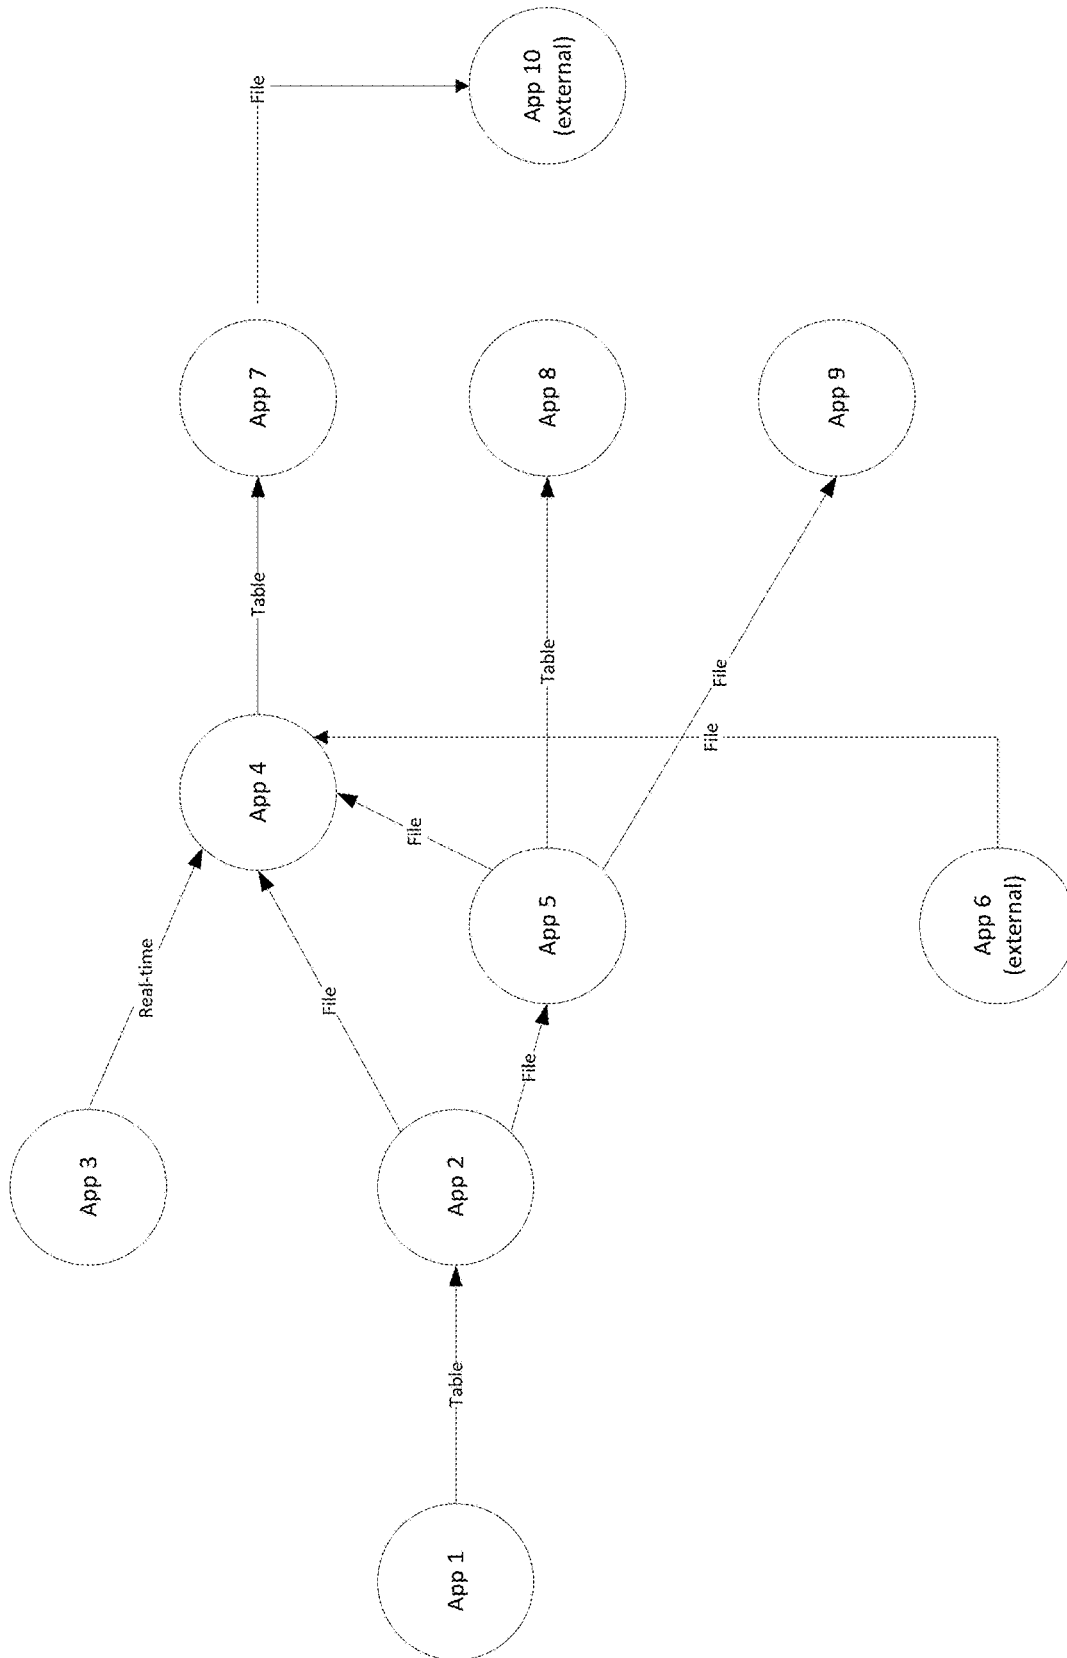 App 3
Real-time
App 1
Table
App 2
File
File
App 4
Table
App 7
File
App 10
(external)
App 5
File
Table
App 8
File
App 9
App 6
(external)
File